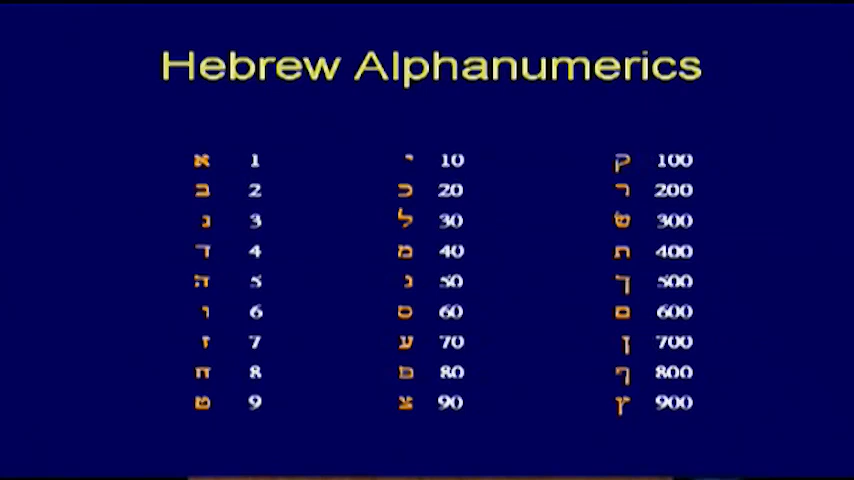 Hebrew Alphanumerics
א 1 י 10 ק 100
ב 2 כ 20 ר 200
ג 3 ל 30 ש 300
ד 4 מ 40 ת 400
ה 5 נ 50 ך 500
ו 6 ס 60 ם 600
ז 7 ע 70 ן 700
ח 8 פ 80 ף 800
ט 9 צ 90 ץ 900